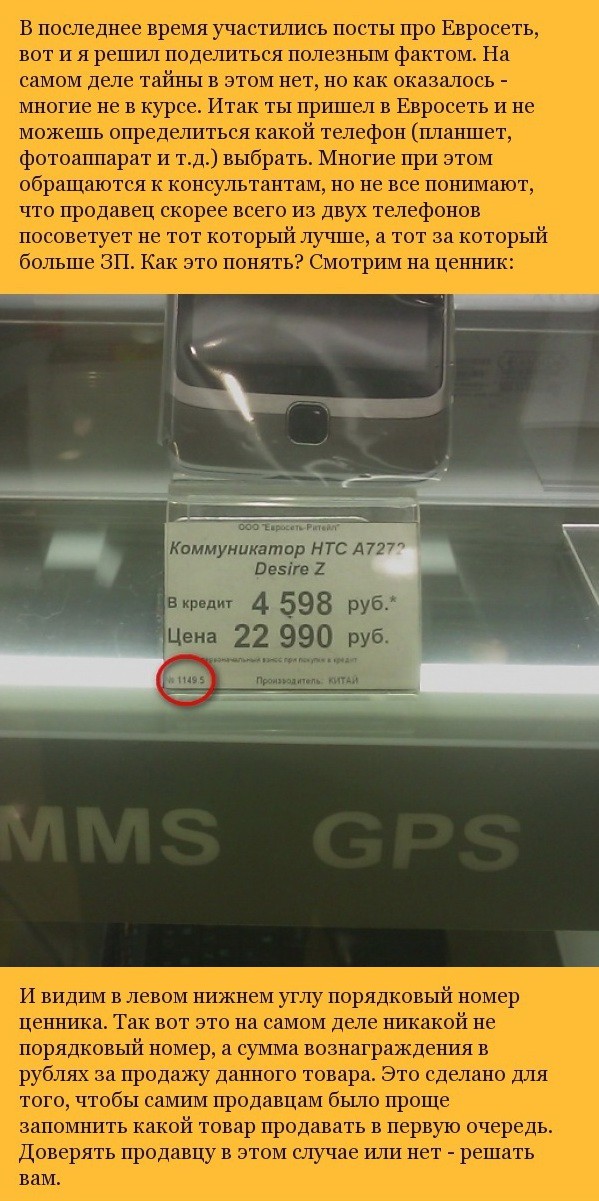 В последнее время участились посты про Евросеть,
вот и я решил поделиться полезным фактом. На
самом деле тайны в этом нет, но как оказалось -
многие не в курсе. Итак ты пришел в Евросеть и не
можешь определиться какой телефон (планшет,
фотоаппарат и т.д.) выбрать. Многие при этом
обращаются к консультантам, но не все понимают,
что продавец скорее всего из двух телефонов
посоветует не тот который лучше, а тот за который
больше ЗП. Как это понять? Смотрим на ценник:
ООО "Евросеть-Ритейл"
Коммуникатор HTC A7272
Desire Z
В кредит 4 598 руб.*
Цена 22 990 руб.
первоначальный взнос при покупке в кредит
1149.5 Производитель: КИТАЙ
MMS GPS
И видим в левом нижнем углу порядковый номер
ценника. Так вот это на самом деле никакой не
порядковый номер, а сумма вознаграждения в
рублях за продажу данного товара. Это сделано для
того, чтобы самим продавцам было проще
запомнить какой товар продавать в первую очередь.
Доверять продавцу в этом случае или нет - решать
вам.